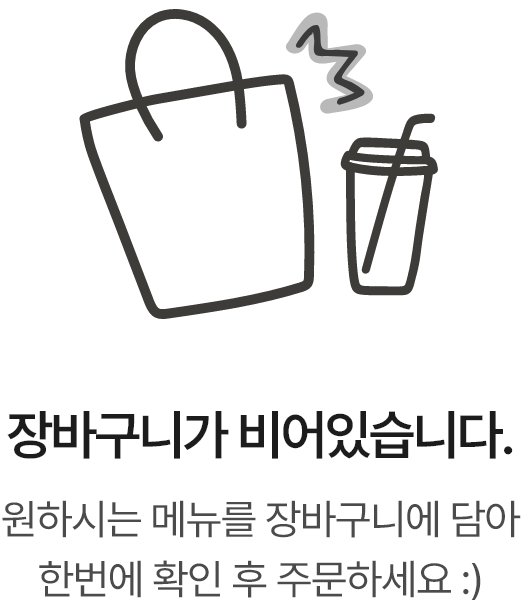 장바구니가 비어있습니다.
원하시는 메뉴를 장바구니에 담아
한번에 확인 후 주문하세요 :)